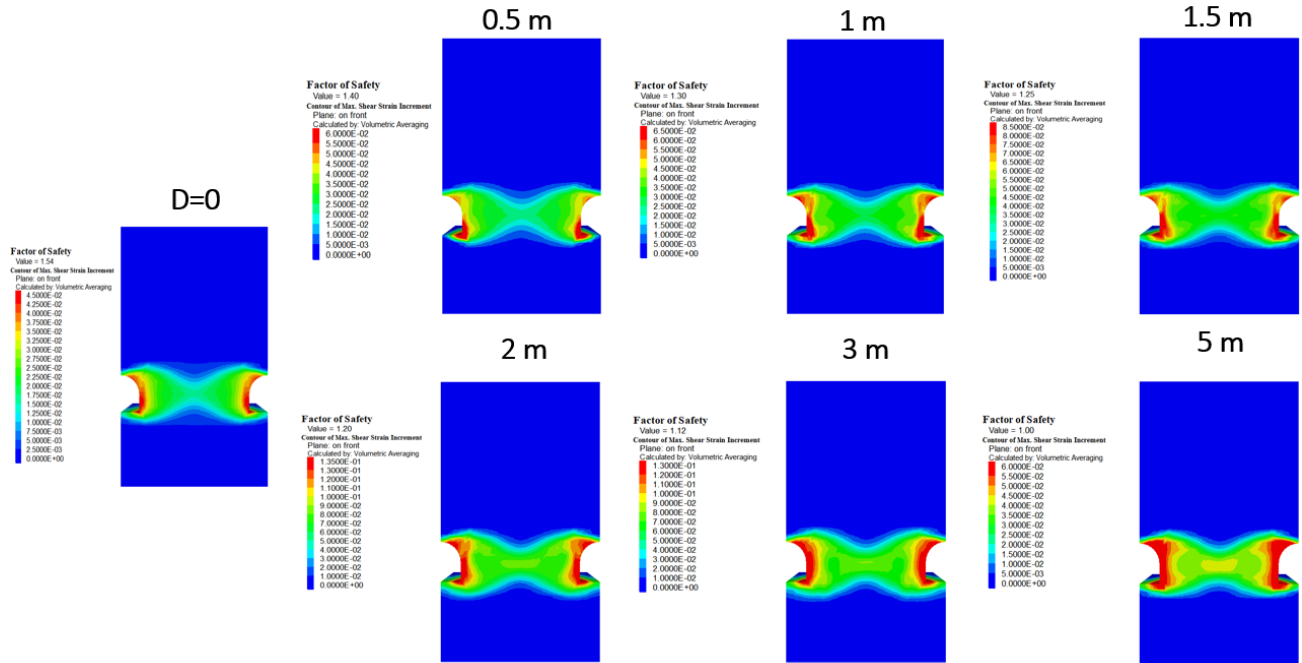 D=0
Factor of Safety
Value = 1.54
Contour of Max. Shear Strain Increment
Plane: on front
Calculated by: Volumetric Averaging
4.5000E-02
4.2500E-02
4.0000E-02
3.7500E-02
3.5000E-02
3.2500E-02
3.0000E-02
2.7500E-02
2.5000E-02
2.2500E-02
2.0000E-02
1.7500E-02
1.5000E-02
1.2500E-02
1.0000E-02
7.5000E-03
5.0000E-03
2.5000E-03
0.0000E+00
0.5 m
Factor of Safety
Value = 1.40
Contour of Max. Shear Strain Increment
Plane: on front
Calculated by: Volumetric Averaging
6.0000E-02
5.5000E-02
5.0000E-02
4.5000E-02
4.0000E-02
3.5000E-02
3.0000E-02
2.5000E-02
2.0000E-02
1.5000E-02
1.0000E-02
5.0000E-03
0.0000E+00
1 m
Factor of Safety
Value = 1.30
Contour of Max. Shear Strain Increment
Plane: on front
Calculated by: Volumetric Averaging
6.5000E-02
6.0000E-02
5.5000E-02
5.0000E-02
4.5000E-02
4.0000E-02
3.5000E-02
3.0000E-02
2.5000E-02
2.0000E-02
1.5000E-02
1.0000E-02
5.0000E-03
0.0000E+00
1.5 m
Factor of Safety
Value = 1.25
Contour of Max. Shear Strain Increment
Plane: on front
Calculated by: Volumetric Averaging
8.5000E-02
8.0000E-02
7.5000E-02
7.0000E-02
6.5000E-02
6.0000E-02
5.5000E-02
5.0000E-02
4.5000E-02
4.0000E-02
3.5000E-02
3.0000E-02
2.5000E-02
2.0000E-02
1.5000E-02
1.0000E-02
5.0000E-03
0.0000E+00
2 m
Factor of Safety
Value = 1.20
Contour of Max. Shear Strain Increment
Plane: on front
Calculated by: Volumetric Averaging
1.3500E-01
1.3000E-01
1.2000E-01
1.1000E-01
1.0000E-01
9.0000E-02
8.0000E-02
7.0000E-02
6.0000E-02
5.0000E-02
4.0000E-02
3.0000E-02
2.0000E-02
1.0000E-02
0.0000E+00
3 m
Factor of Safety
Value = 1.12
Contour of Max. Shear Strain Increment
Plane: on front
Calculated by: Volumetric Averaging
1.3000E-01
1.2000E-01
1.1000E-01
1.0000E-01
9.0000E-02
8.0000E-02
7.0000E-02
6.0000E-02
5.0000E-02
4.0000E-02
3.0000E-02
2.0000E-02
1.0000E-02
0.0000E+00
5 m
Factor of Safety
Value = 1.00
Contour of Max. Shear Strain Increment
Plane: on front
Calculated by: Volumetric Averaging
6.0000E-02
5.5000E-02
5.0000E-02
4.5000E-02
4.0000E-02
3.5000E-02
3.0000E-02
2.5000E-02
2.0000E-02
1.5000E-02
1.0000E-02
5.0000E-03
0.0000E+00